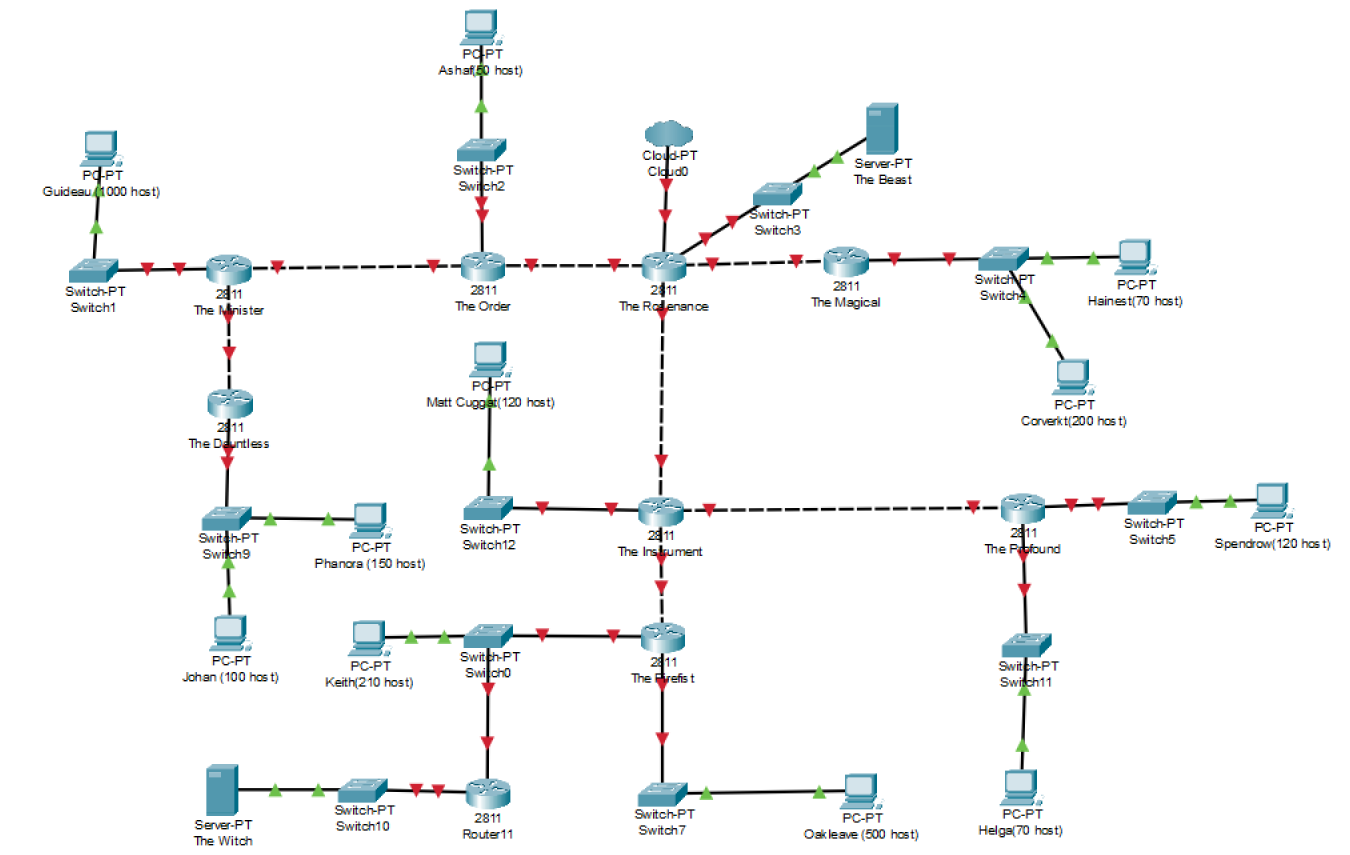 PC-PT
Ashaf(50 host)
PC-PT
Guideau (1000 host)
Switch-PT
Switch2
Cloud-PT
Cloud0
Server-PT
The Beast
Switch-PT
Switch3
Switch-PT
Switch1
2811
The Minister
2811
The Order
2811
The Rosenance
2811
The Magical
Switch-PT
Switch4
PC-PT
Hainest(70 host)
PC-PT
Corverkt(200 host)
PC-PT
Matt Cuggat(120 host)
2811
The Dauntless
Switch-PT
Switch9
PC-PT
Phanora (150 host)
Switch-PT
Switch12
2811
The Instrument
2811
The Profound
Switch-PT
Switch5
PC-PT
Spendrow(120 host)
PC-PT
Johan (100 host)
PC-PT
Keith(210 host)
Switch-PT
Switch0
2811
The Firefist
Switch-PT
Switch11
Server-PT
The Witch
Switch-PT
Switch10
2811
Router11
Switch-PT
Switch7
PC-PT
Oakleave (500 host)
PC-PT
Helga(70 host)